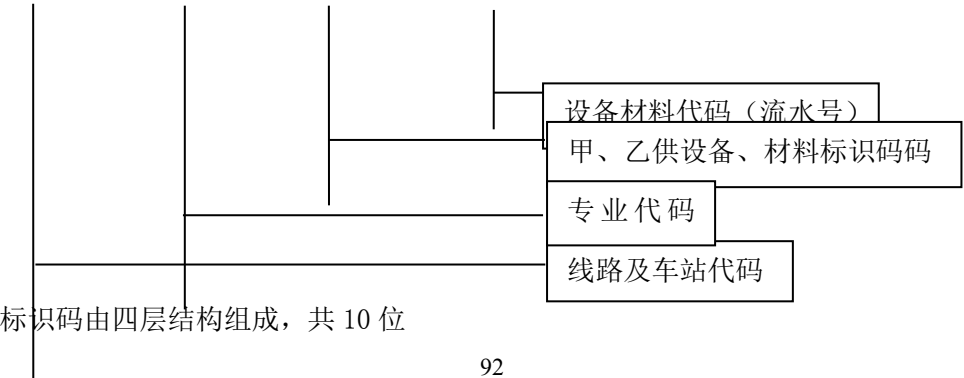 设备材料代码（流水号）
甲、乙供设备、材料标识码码
专业代码
线路及车站代码
标识码由四层结构组成，共 10 位
92